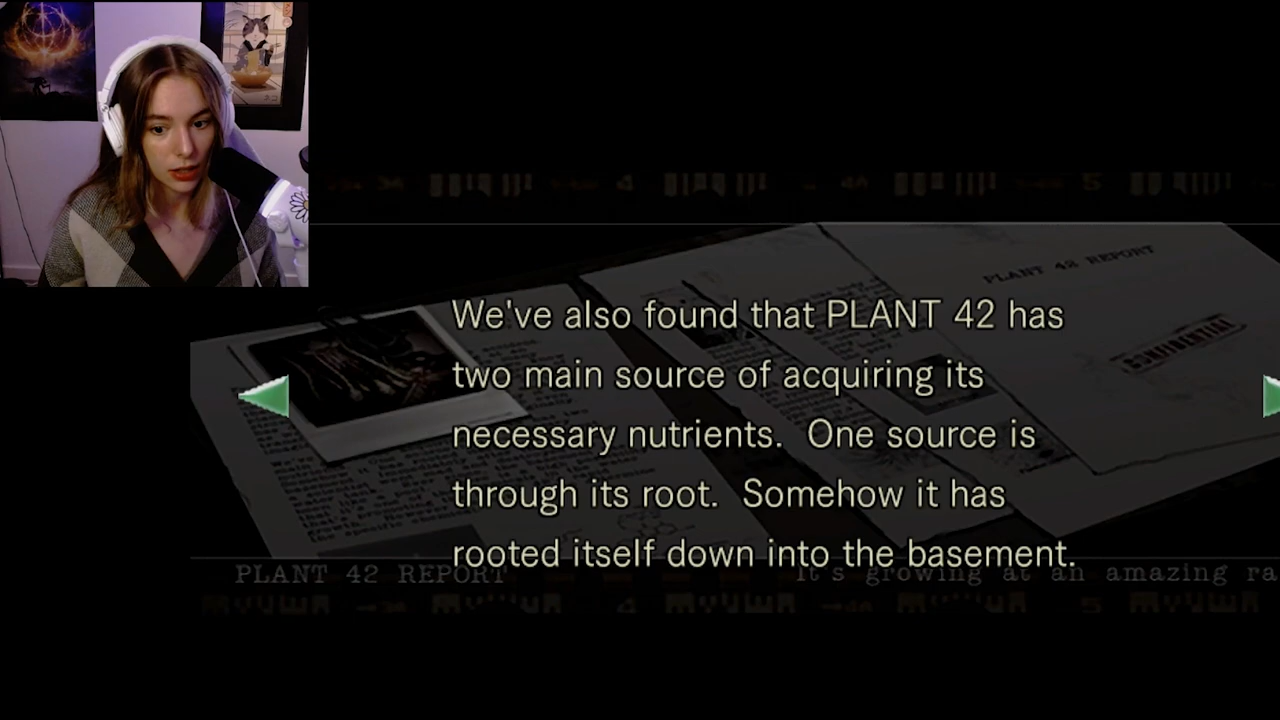 PLANT 42 REPORT
CONFIDENTIAL
We've also found that PLANT 42 has
two main source of acquiring its
necessary nutrients. One source is
through its root. Somehow it has
rooted itself down into the basement.
PLANT 42 REPORT
It's growing at an amazing ra